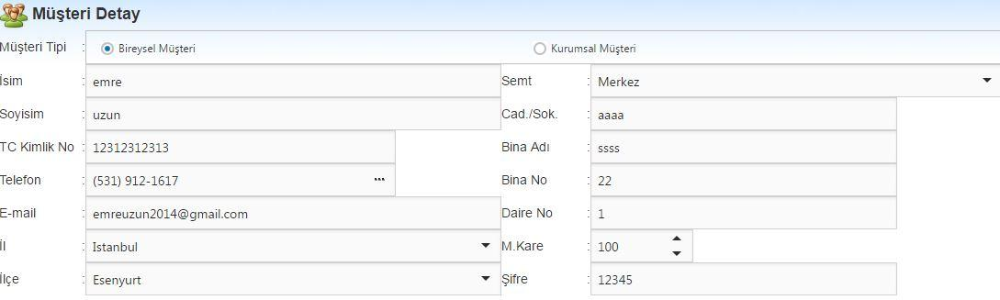 Müşteri Detay
Müşteri Tipi : Bireysel Müşteri Kurumsal Müşteri
İsim : emre Semt : Merkez
Soyisim : uzun Cad./Sok. : aaaa
TC Kimlik No : 12312312313 Bina Adı : ssss
Telefon : (531) 912-1617 ... Bina No : 22
E-mail : emreuzun2014@gmail.com Daire No : 1
İl : Istanbul M.Kare : 100
İlçe : Esenyurt Şifre : 12345